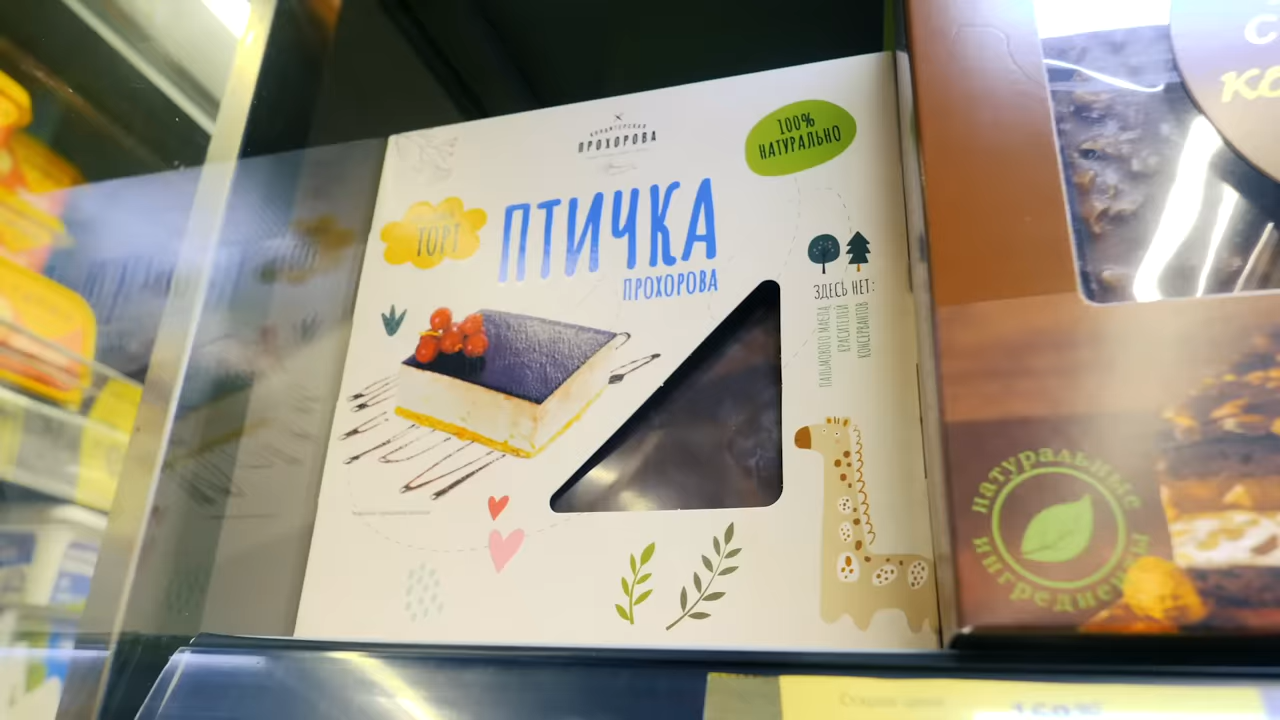 КОНДИТЕРСКАЯ
ПРОХОРОВА
100%
НАТУРАЛЬНО
ТОРТ
ПТИЧКА
ПРОХОРОВА
ЗДЕСЬ НЕТ:
ПАЛЬМОВОГО МАСЛА
КРАСИТЕЛЕЙ
КОНСЕРВАНТОВ
натуральные
ингредиенты